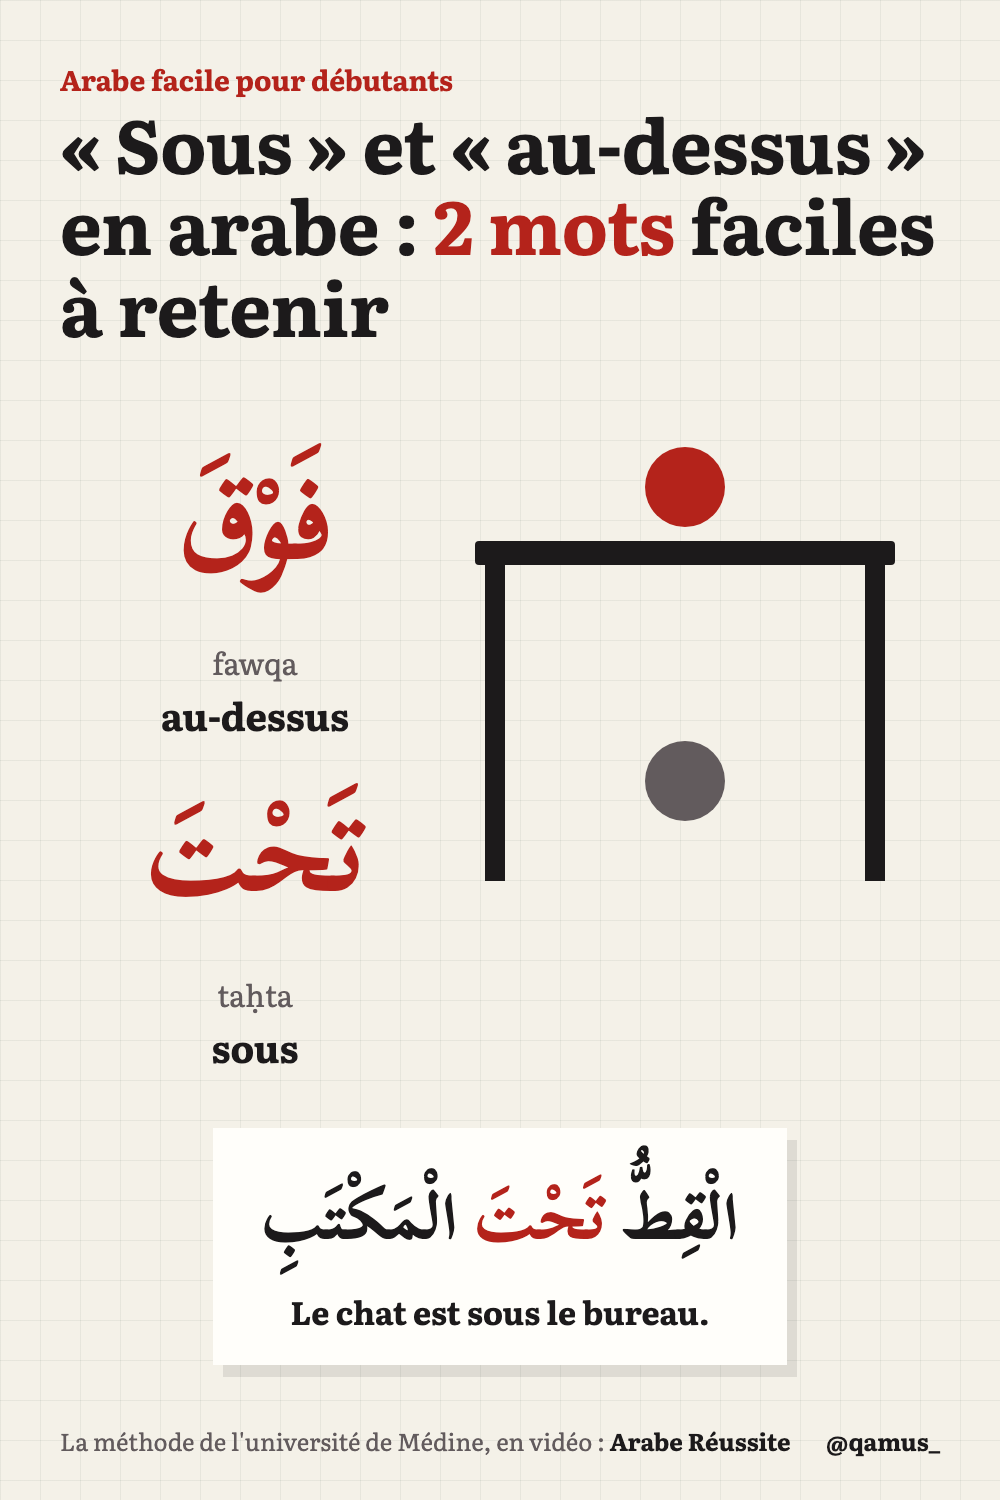 Arabe facile pour débutants
« Sous » et « au-dessus »
en arabe : 2 mots faciles
à retenir
فَوْقَ
fawqa
au-dessus
تَحْتَ
taḥta
sous
الْقِطُّ تَحْتَ الْمَكْتَبِ
Le chat est sous le bureau.
La méthode de l'université de Médine, en vidéo : Arabe Réussite @qamus_